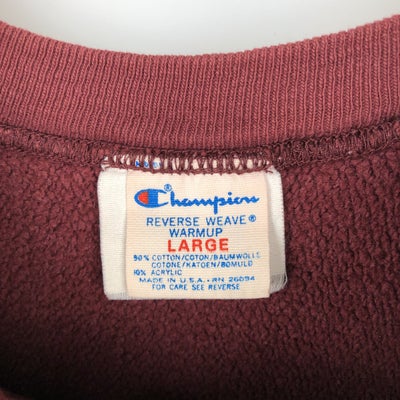 Champion
REVERSE WEAVE®
WARMUP
LARGE
90% COTTON/COTON/BAUMWOLLE
COTONE/KATOEN/BOMULD
10% ACRYLIC
MADE IN U.S.A. • RN 26094
FOR CARE SEE REVERSE